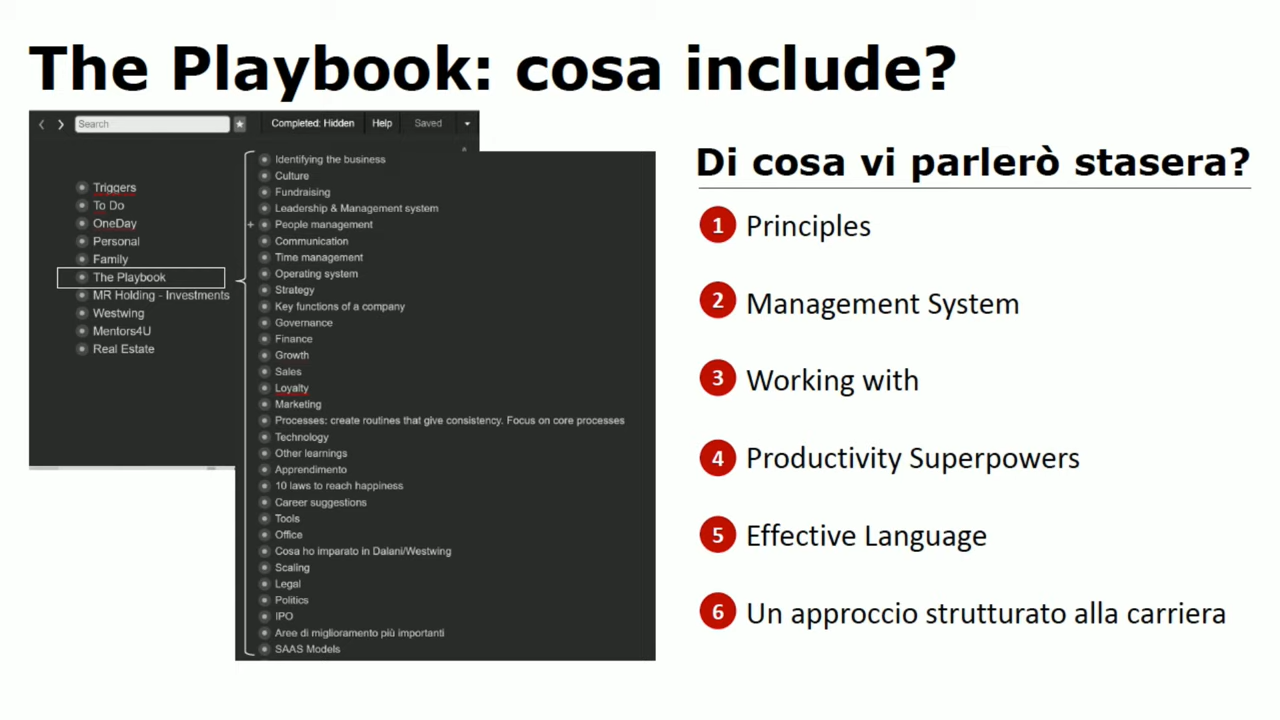 The Playbook: cosa include?
Search
Completed: Hidden
Help
Saved
Triggers
To Do
OneDay
Personal
Family
The Playbook
MR Holding - Investments
Westwing
Mentors4U
Real Estate
Identifying the business
Culture
Fundraising
Leadership & Management system
People management
Communication
Time management
Operating system
Strategy
Key functions of a company
Governance
Finance
Growth
Sales
Loyalty
Marketing
Processes: create routines that give consistency. Focus on core processes
Technology
Other learnings
Apprendimento
10 laws to reach happiness
Career suggestions
Tools
Office
Cosa ho imparato in Dalani/Westwing
Scaling
Legal
Politics
IPO
Aree di miglioramento più importanti
SAAS Models
Di cosa vi parlerò stasera?
1 Principles
2 Management System
3 Working with
4 Productivity Superpowers
5 Effective Language
6 Un approccio strutturato alla carriera